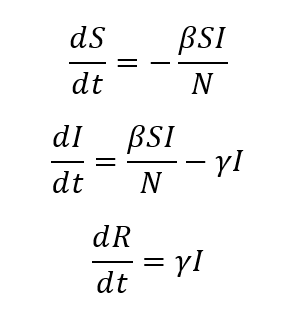 dS/dt = − βSI/N
dI/dt = βSI/N − γI
dR/dt = γI